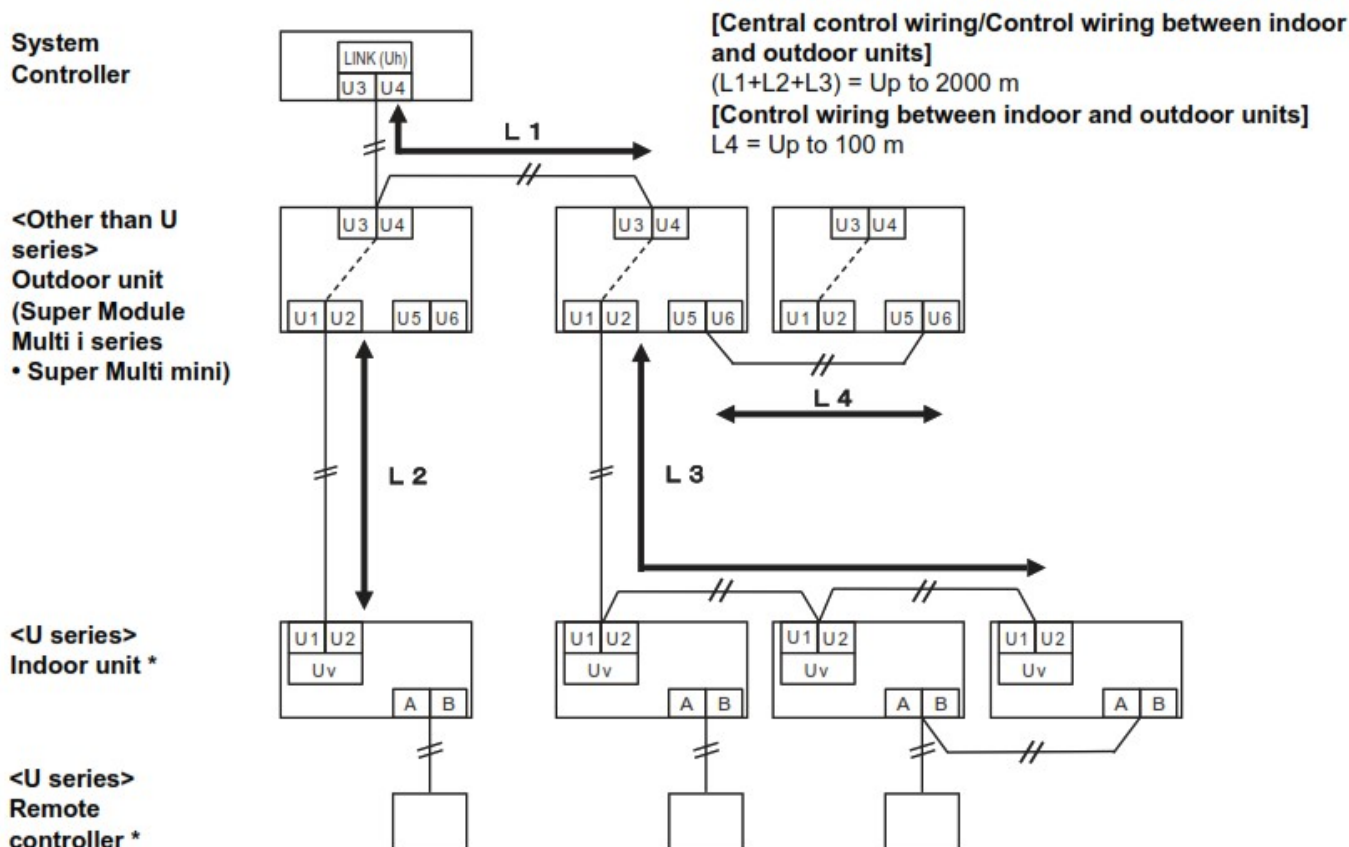 System
Controller
LINK (Uh)
U3 U4
[Central control wiring/Control wiring between indoor
and outdoor units]
(L1+L2+L3) = Up to 2000 m
[Control wiring between indoor and outdoor units]
L4 = Up to 100 m
L 1
<Other than U
series>
Outdoor unit
(Super Module
Multi i series
• Super Multi mini)
U3 U4
U3 U4
U3 U4
U1 U2 U5 U6
U1 U2 U5 U6
U1 U2 U5 U6
L 4
L 2
L 3
<U series>
Indoor unit *
U1 U2
Uv
A B
U1 U2
Uv
A B
U1 U2
Uv
A B
U1 U2
Uv
A B
<U series>
Remote
controller *